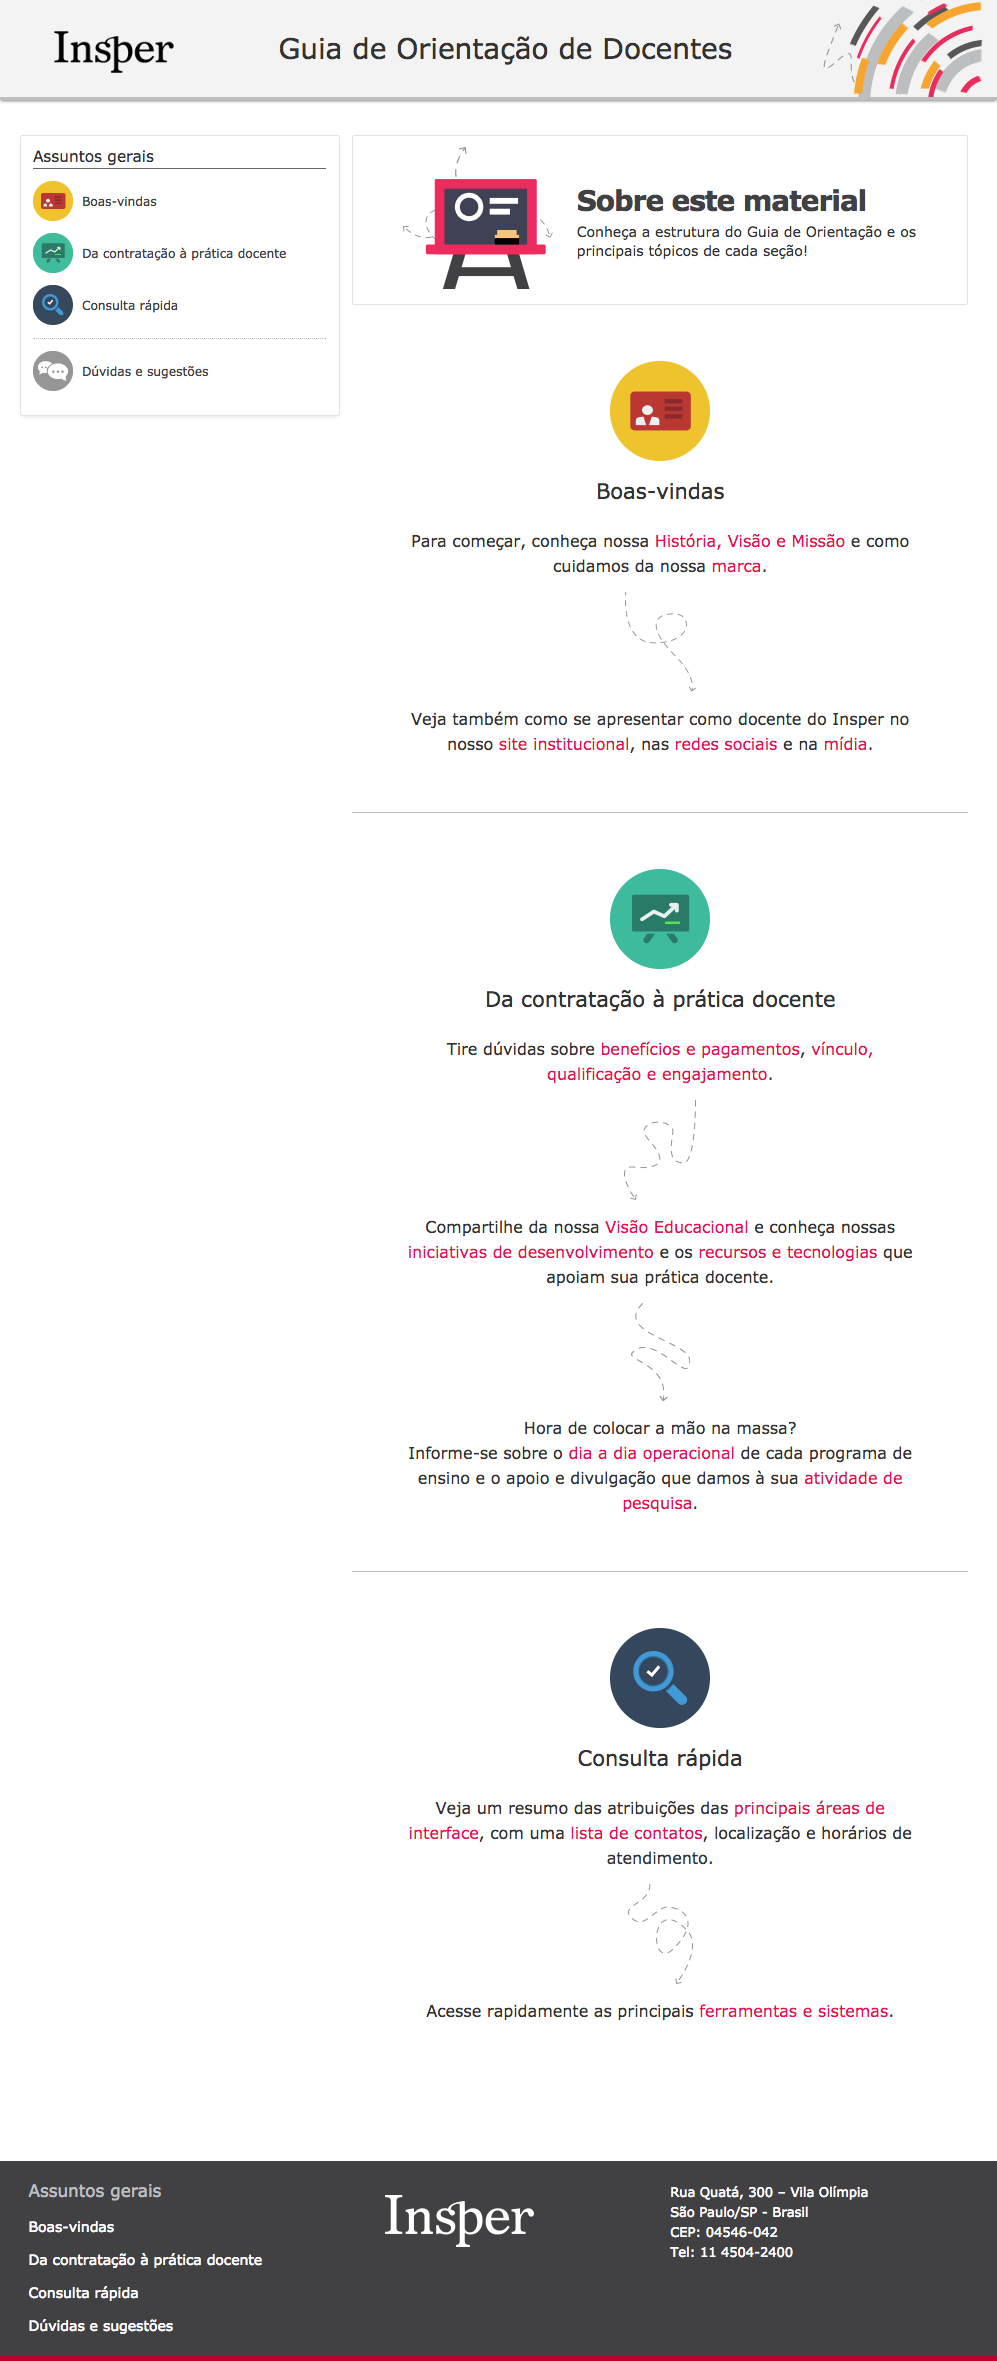 Insper
Guia de Orientação de Docentes
Assuntos gerais
Boas-vindas
Da contratação à prática docente
Consulta rápida
Dúvidas e sugestões
Sobre este material
Conheça a estrutura do Guia de Orientação e os
principais tópicos de cada seção!
Boas-vindas
Para começar, conheça nossa História, Visão e Missão e como
cuidamos da nossa marca.
Veja também como se apresentar como docente do Insper no
nosso site institucional, nas redes sociais e na mídia.
Da contratação à prática docente
Tire dúvidas sobre benefícios e pagamentos, vínculo,
qualificação e engajamento.
Compartilhe da nossa Visão Educacional e conheça nossas
iniciativas de desenvolvimento e os recursos e tecnologias que
apoiam sua prática docente.
Hora de colocar a mão na massa?
Informe-se sobre o dia a dia operacional de cada programa de
ensino e o apoio e divulgação que damos à sua atividade de
pesquisa.
Consulta rápida
Veja um resumo das atribuições das principais áreas de
interface, com uma lista de contatos, localização e horários de
atendimento.
Acesse rapidamente as principais ferramentas e sistemas.
Assuntos gerais
Boas-vindas
Da contratação à prática docente
Consulta rápida
Dúvidas e sugestões
Insper
Rua Quatá, 300 – Vila Olímpia
São Paulo/SP - Brasil
CEP: 04546-042
Tel: 11 4504-2400